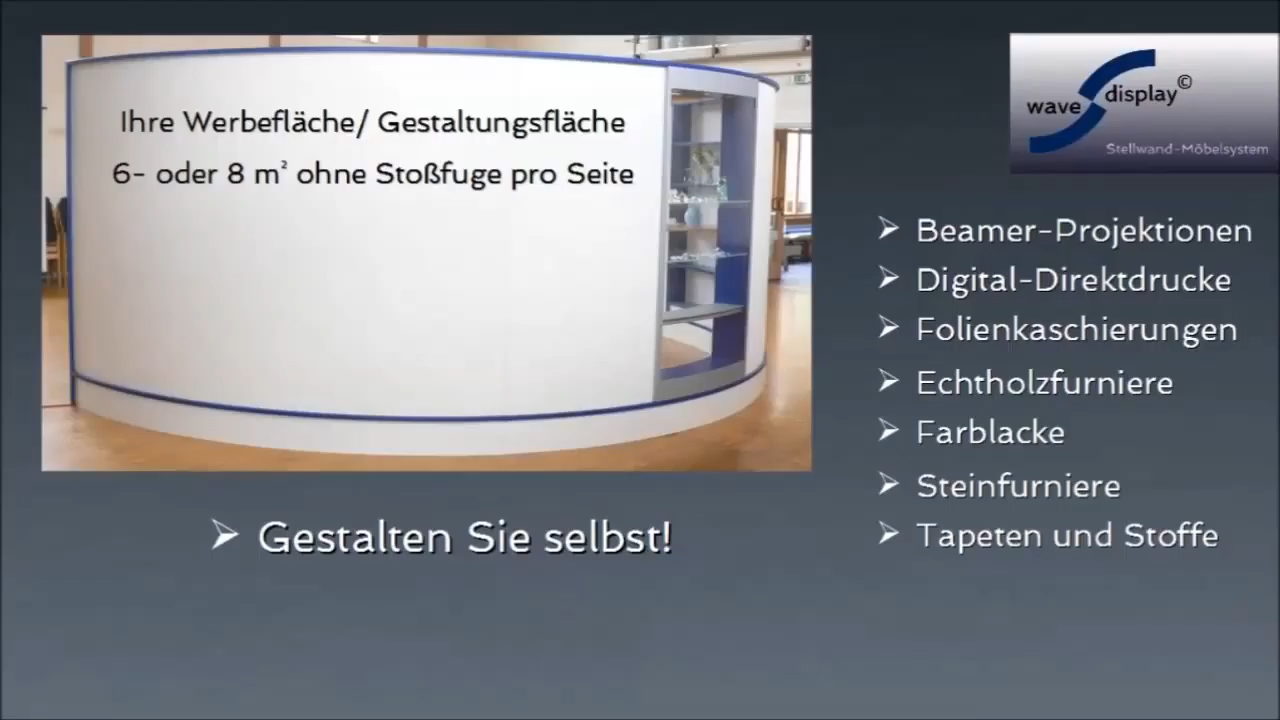 Ihre Werbefläche/ Gestaltungsfläche
6- oder 8 m² ohne Stoßfuge pro Seite
wave display©
Stellwand-Möbelsystem
➢ Beamer-Projektionen
➢ Digital-Direktdrucke
➢ Folienkaschierungen
➢ Echtholzfurniere
➢ Farblacke
➢ Steinfurniere
➢ Tapeten und Stoffe
➢ Gestalten Sie selbst!